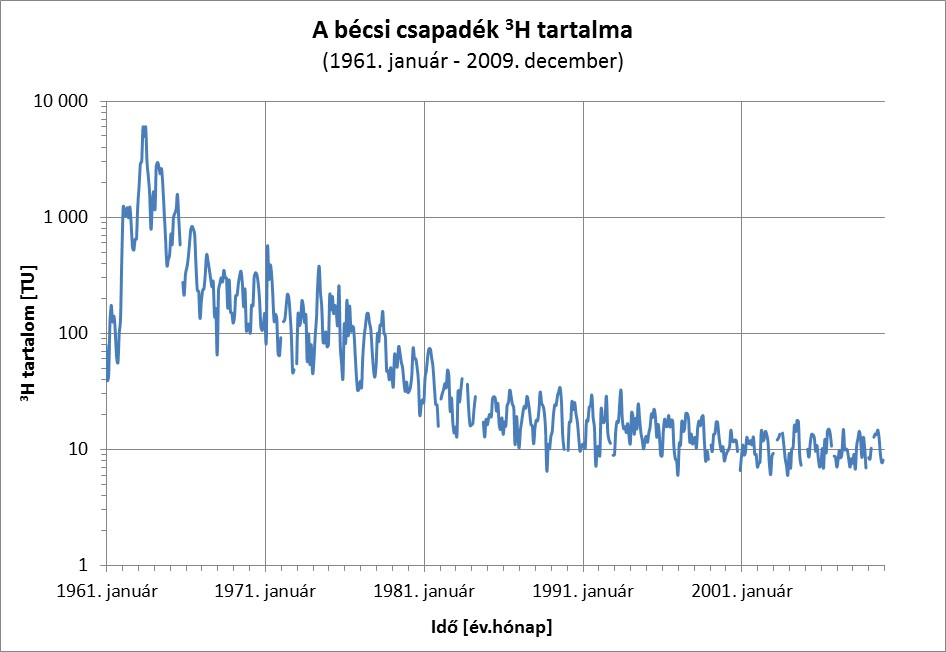 A bécsi csapadék ³H tartalma
(1961. január - 2009. december)
10 000
1 000
100
10
1
³H tartalom [TU]
1961. január 1971. január 1981. január 1991. január 2001. január
Idő [év.hónap]